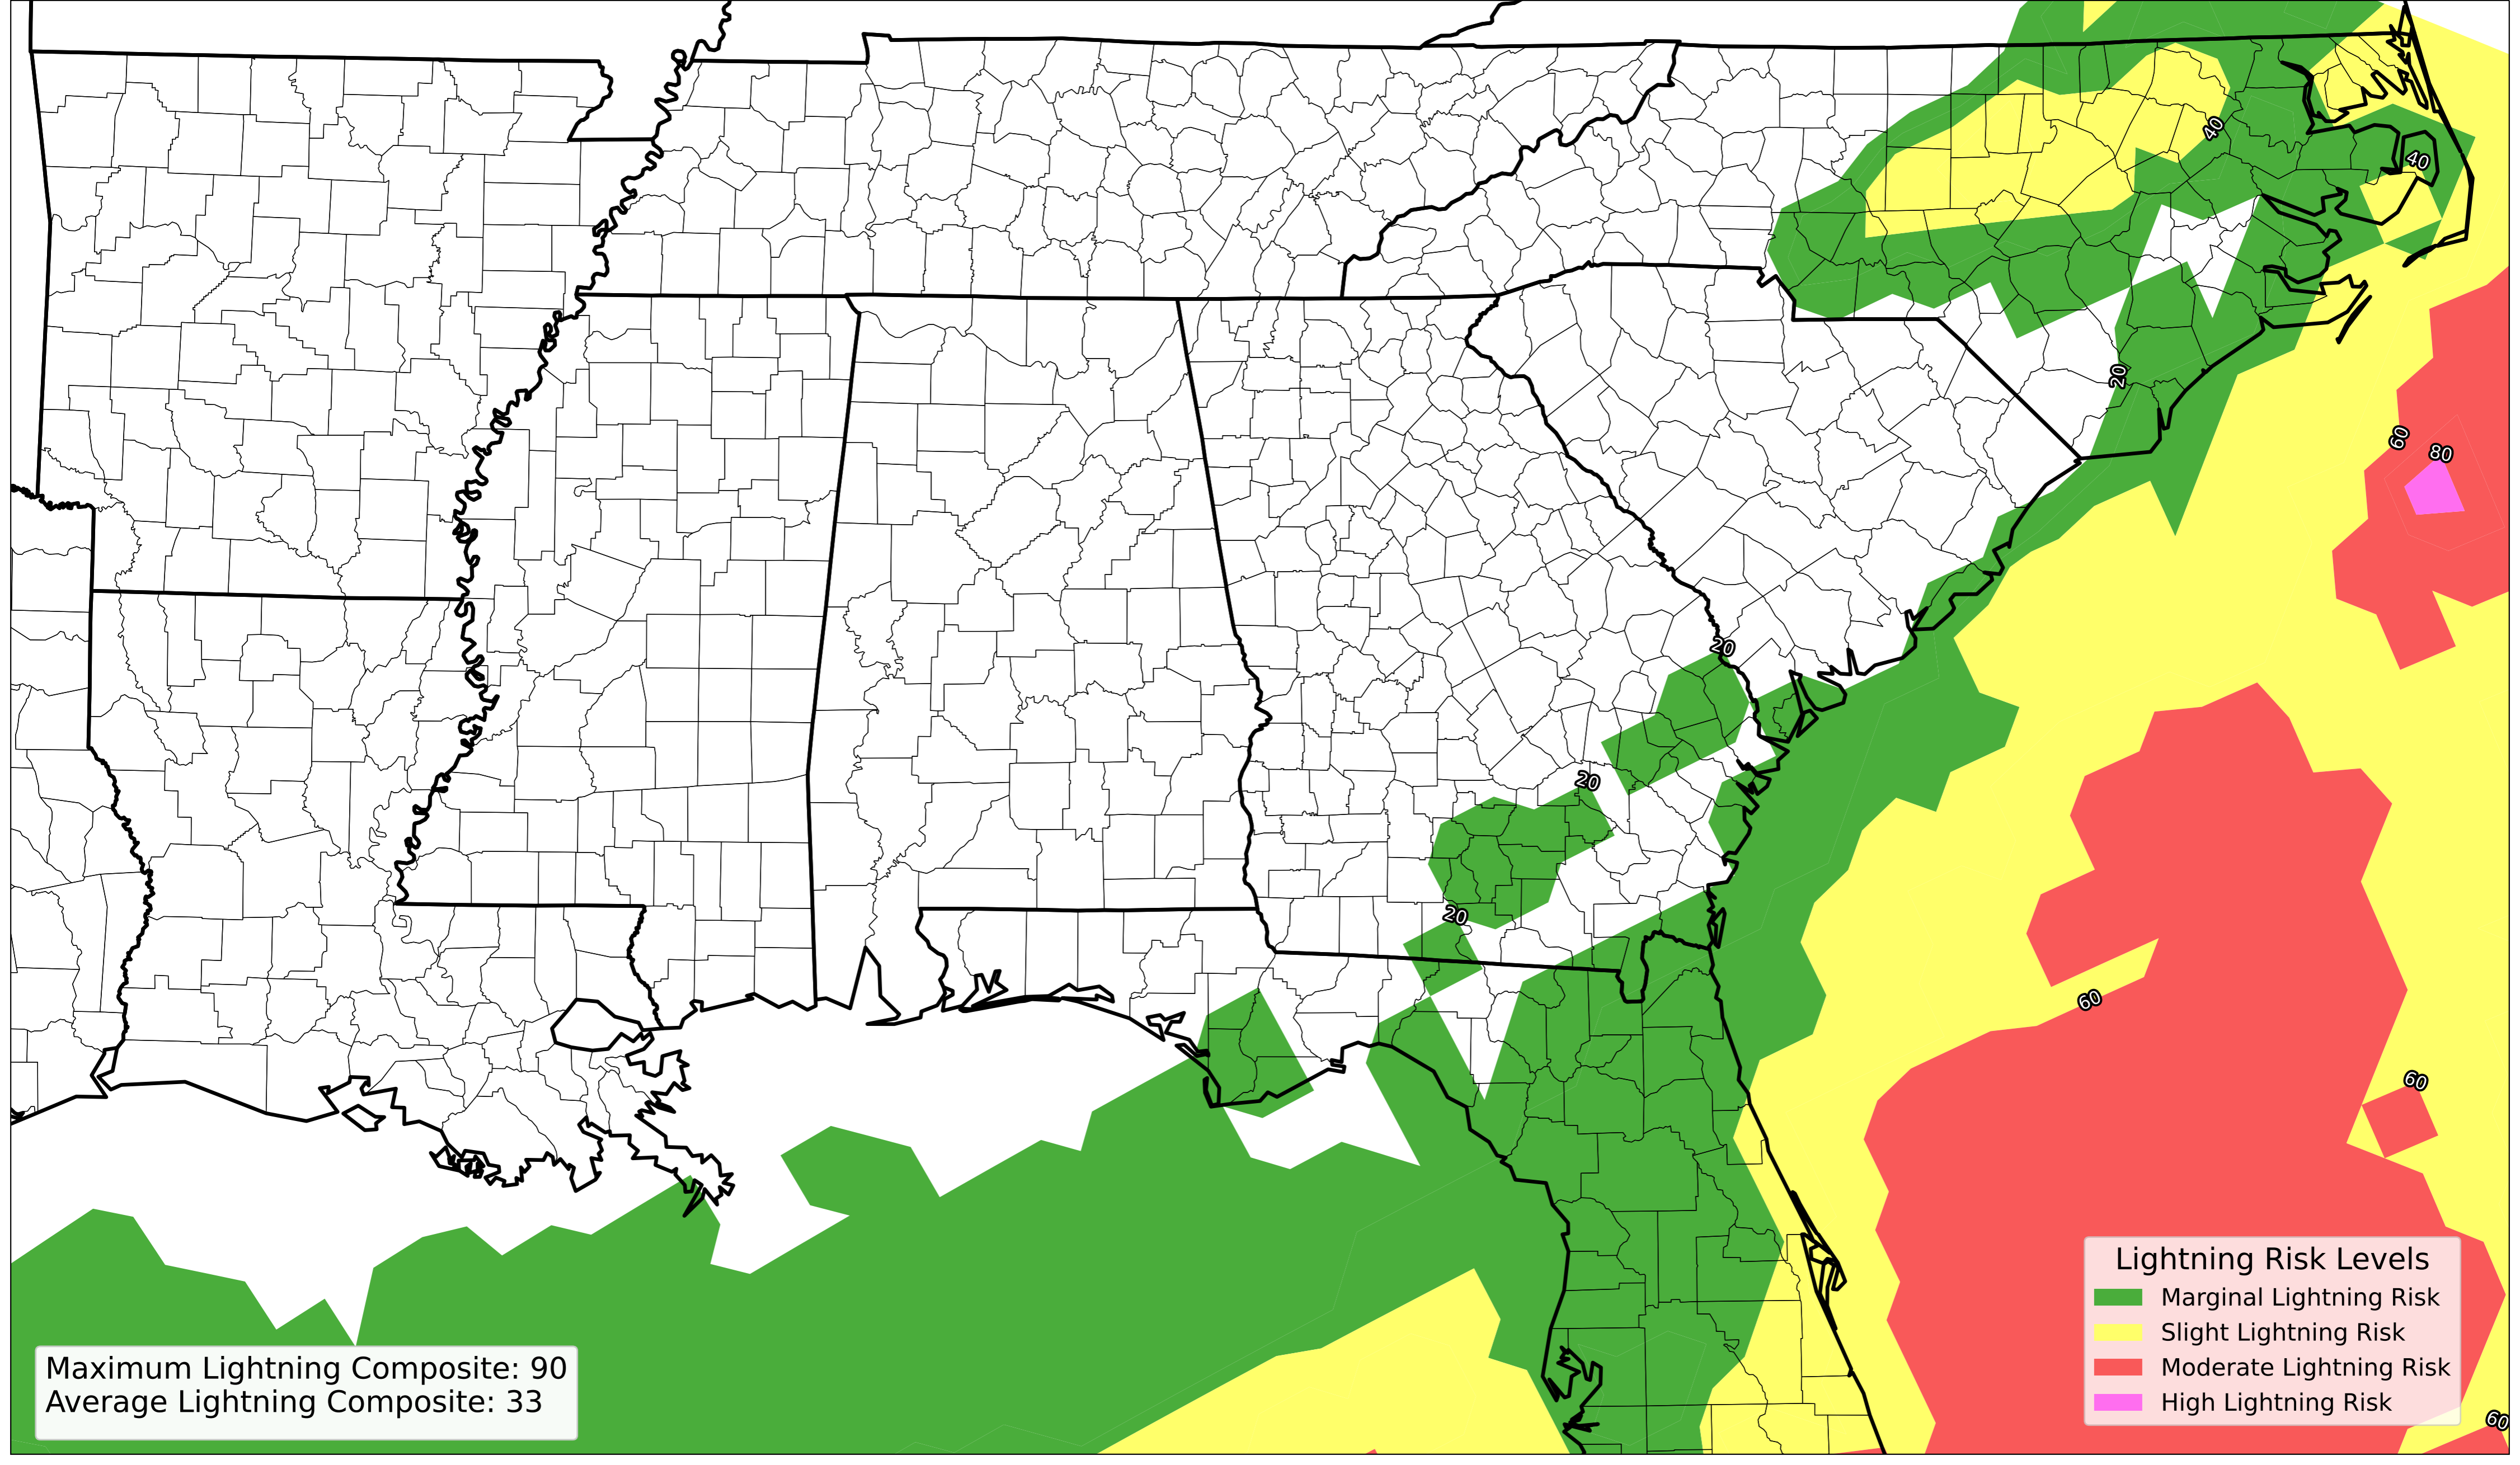 40
40
20
60
80
20
20
20
60
60
60
Lightning Risk Levels
Marginal Lightning Risk
Slight Lightning Risk
Moderate Lightning Risk
High Lightning Risk
Maximum Lightning Composite: 90
Average Lightning Composite: 33